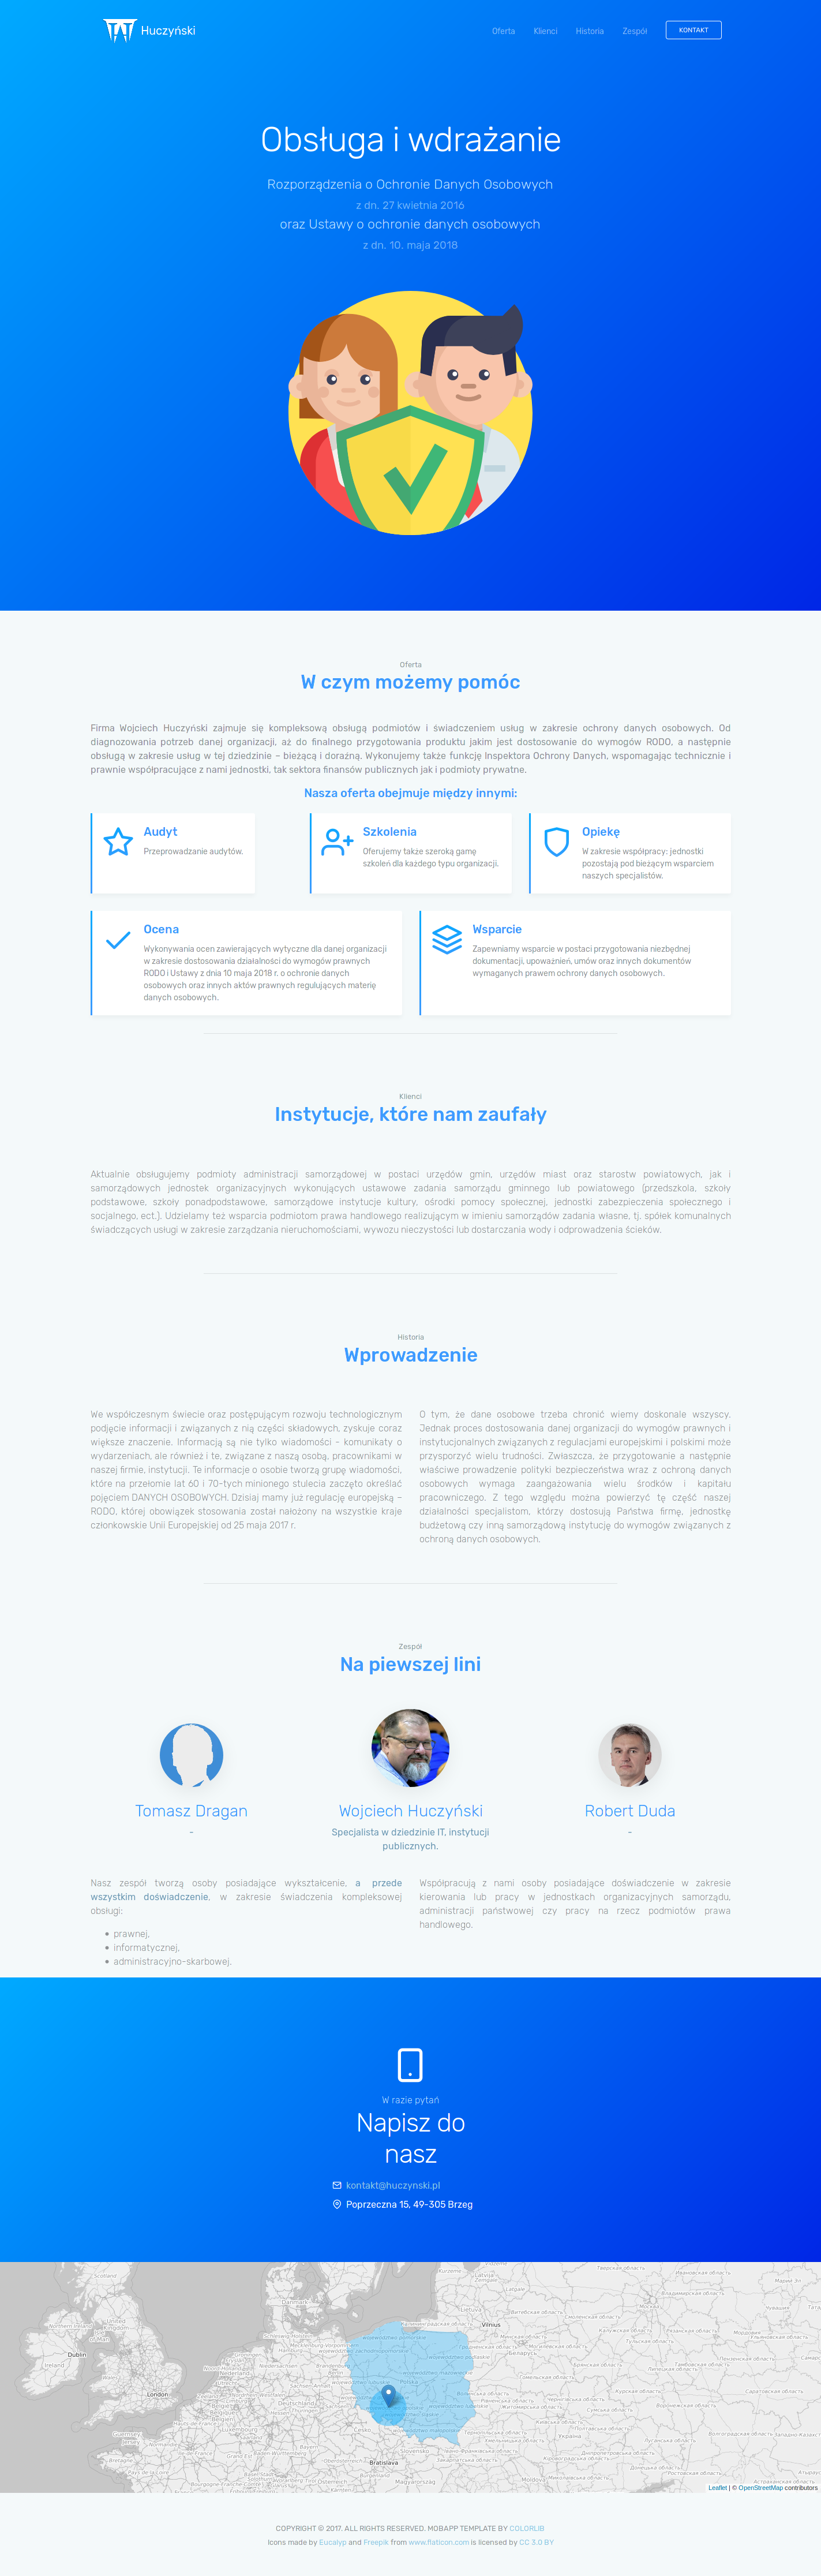 Huczyński
Oferta
Klienci
Historia
Zespół
KONTAKT
Obsługa i wdrażanie
Rozporządzenia o Ochronie Danych Osobowych
z dn. 27 kwietnia 2016
oraz Ustawy o ochronie danych osobowych
z dn. 10. maja 2018
Oferta
W czym możemy pomóc
Firma Wojciech Huczyński zajmuje się kompleksową obsługą podmiotów i świadczeniem usług w zakresie ochrony danych osobowych. Od
diagnozowania potrzeb danej organizacji, aż do finalnego przygotowania produktu jakim jest dostosowanie do wymogów RODO, a następnie
obsługą w zakresie usług w tej dziedzinie – bieżącą i doraźną. Wykonujemy także funkcję Inspektora Ochrony Danych, wspomagając technicznie i
prawnie współpracujące z nami jednostki, tak sektora finansów publicznych jak i podmioty prywatne.
Nasza oferta obejmuje między innymi:
Audyt
Przeprowadzanie audytów.
Szkolenia
Oferujemy także szeroką gamę
szkoleń dla każdego typu organizacji.
Opiekę
W zakresie współpracy; jednostki
pozostają pod bieżącym wsparciem
naszych specjalistów.
Ocena
Wykonywania ocen zawierających wytyczne dla danej organizacji
w zakresie dostosowania działalności do wymogów prawnych
RODO i Ustawy z dnia 10 maja 2018 r. o ochronie danych
osobowych oraz innych aktów prawnych regulujących materię
danych osobowych.
Wsparcie
Zapewniamy wsparcie w postaci przygotowania niezbędnej
dokumentacji, upoważnień, umów oraz innych dokumentów
wymaganych prawem ochrony danych osobowych.
Klienci
Instytucje, które nam zaufały
Aktualnie obsługujemy podmioty administracji samorządowej w postaci urzędów gmin, urzędów miast oraz starostw powiatowych, jak i
samorządowych jednostek organizacyjnych wykonujących ustawowe zadania samorządu gminnego lub powiatowego (przedszkola, szkoły
podstawowe, szkoły ponadpodstawowe, samorządowe instytucje kultury, ośrodki pomocy społecznej, jednostki zabezpieczenia społecznego i
socjalnego, ect.). Udzielamy też wsparcia podmiotom prawa handlowego realizującym w imieniu samorządów zadania własne, tj. spółek komunalnych
świadczących usługi w zakresie zarządzania nieruchomościami, wywozu nieczystości lub dostarczania wody i odprowadzenia ścieków.
Historia
Wprowadzenie
We współczesnym świecie oraz postępującym rozwoju technologicznym
podjęcie informacji i związanych z nią części składowych, zyskuje coraz
większe znaczenie. Informacją są nie tylko wiadomości - komunikaty o
wydarzeniach, ale również i te, związane z naszą osobą, pracownikami w
naszej firmie, instytucji. Te informacje o osobie tworzą grupę wiadomości,
które na przełomie lat 60 i 70-tych minionego stulecia zaczęto określać
pojęciem DANYCH OSOBOWYCH. Dzisiaj mamy już regulację europejską –
RODO, której obowiązek stosowania został nałożony na wszystkie kraje
członkowskie Unii Europejskiej od 25 maja 2017 r.
O tym, że dane osobowe trzeba chronić wiemy doskonale wszyscy.
Jednak proces dostosowania danej organizacji do wymogów prawnych i
instytucjonalnych związanych z regulacjami europejskimi i polskimi może
przysporzyć wielu trudności. Zwłaszcza, że przygotowanie a następnie
właściwe prowadzenie polityki bezpieczeństwa wraz z ochroną danych
osobowych wymaga zaangażowania wielu środków i kapitału
pracowniczego. Z tego względu można powierzyć tę część naszej
działalności specjalistom, którzy dostosują Państwa firmę, jednostkę
budżetową czy inną samorządową instytucję do wymogów związanych z
ochroną danych osobowych.
Zespół
Na piewszej lini
Tomasz Dragan
-
Wojciech Huczyński
Specjalista w dziedzinie IT, instytucji
publicznych.
Robert Duda
-
Nasz zespół tworzą osoby posiadające wykształcenie, a przede
wszystkim doświadczenie, w zakresie świadczenia kompleksowej
obsługi:
prawnej,
informatycznej,
administracyjno-skarbowej.
Współpracują z nami osoby posiadające doświadczenie w zakresie
kierowania lub pracy w jednostkach organizacyjnych samorządu,
administracji państwowej czy pracy na rzecz podmiotów prawa
handlowego.
W razie pytań
Napisz do
nasz
kontakt@huczynski.pl
Poprzeczna 15, 49-305 Brzeg
Vilnius
Dublin
London
Bratislava
Leaflet | © OpenStreetMap contributors
COPYRIGHT © 2017. ALL RIGHTS RESERVED. MOBAPP TEMPLATE BY COLORLIB
Icons made by Eucalyp and Freepik from www.flaticon.com is licensed by CC 3.0 BY